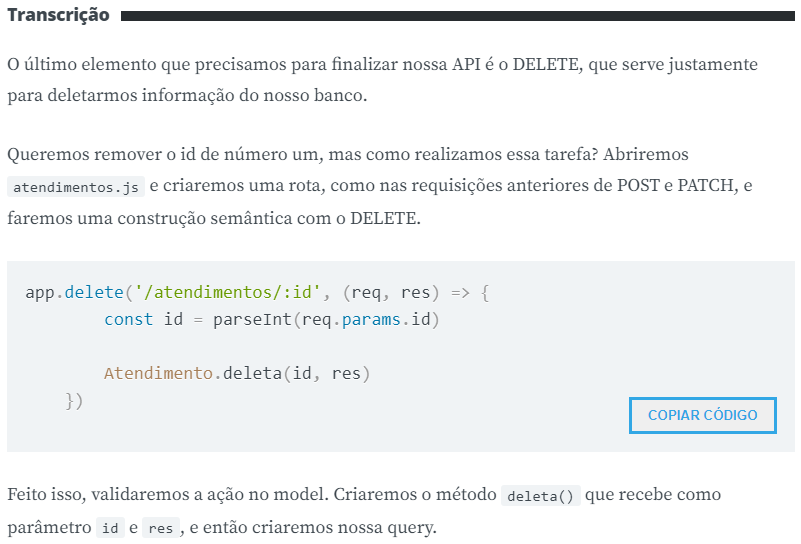 Transcrição
O último elemento que precisamos para finalizar nossa API é o DELETE, que serve justamente
para deletarmos informação do nosso banco.
Queremos remover o id de número um, mas como realizamos essa tarefa? Abriremos
atendimentos.js e criaremos uma rota, como nas requisições anteriores de POST e PATCH, e
faremos uma construção semântica com o DELETE.
app.delete('/atendimentos/:id', (req, res) => {
        const id = parseInt(req.params.id)
        Atendimento.deleta(id, res)
    })
COPIAR CÓDIGO
Feito isso, validaremos a ação no model. Criaremos o método deleta() que recebe como
parâmetro id e res, e então criaremos nossa query.